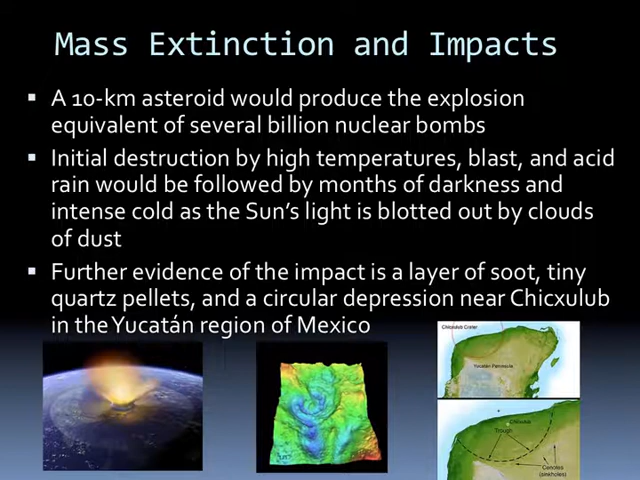 Mass Extinction and Impacts
A 10-km asteroid would produce the explosion
equivalent of several billion nuclear bombs
Initial destruction by high temperatures, blast, and acid
rain would be followed by months of darkness and
intense cold as the Sun's light is blotted out by clouds
of dust
Further evidence of the impact is a layer of soot, tiny
quartz pellets, and a circular depression near Chicxulub
in the Yucatán region of Mexico
Chicxulub Crater
Yucatán Peninsula
Chicxulub
Trough
Cenotes
(sinkholes)